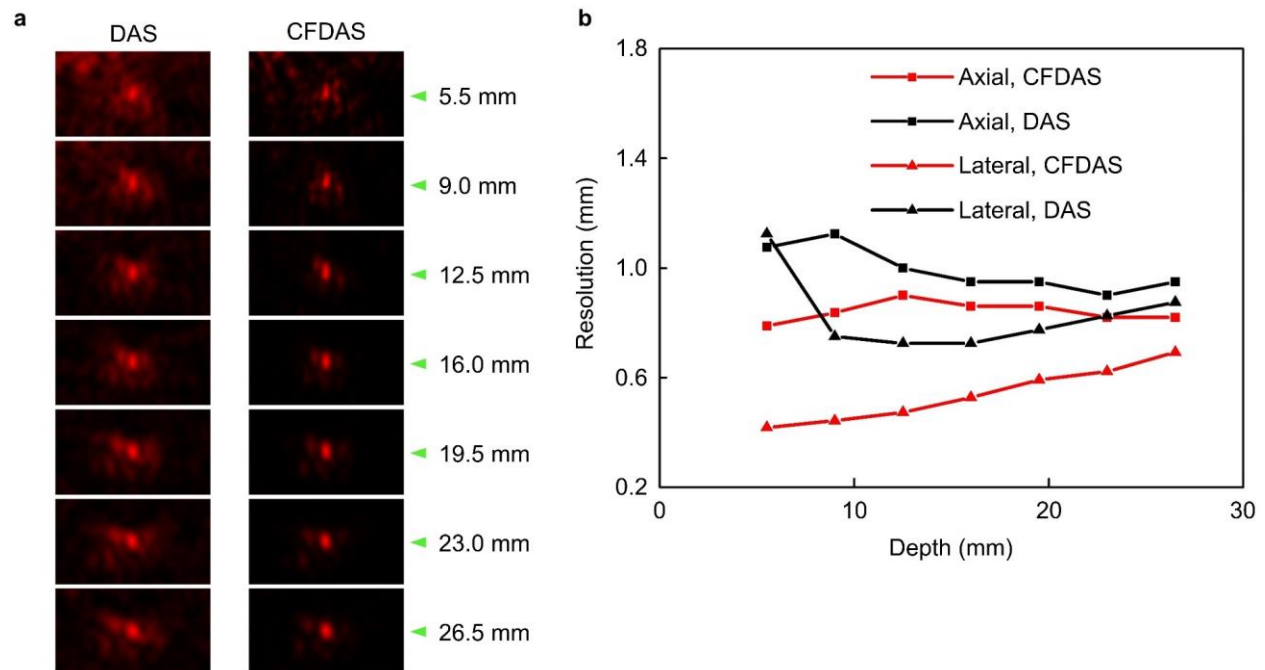 a
DAS
CFDAS
5.5 mm
9.0 mm
12.5 mm
16.0 mm
19.5 mm
23.0 mm
26.5 mm
b
1.8
1.4
1.0
0.6
0.2
Resolution (mm)
Axial, CFDAS
Axial, DAS
Lateral, CFDAS
Lateral, DAS
0
10
20
30
Depth (mm)